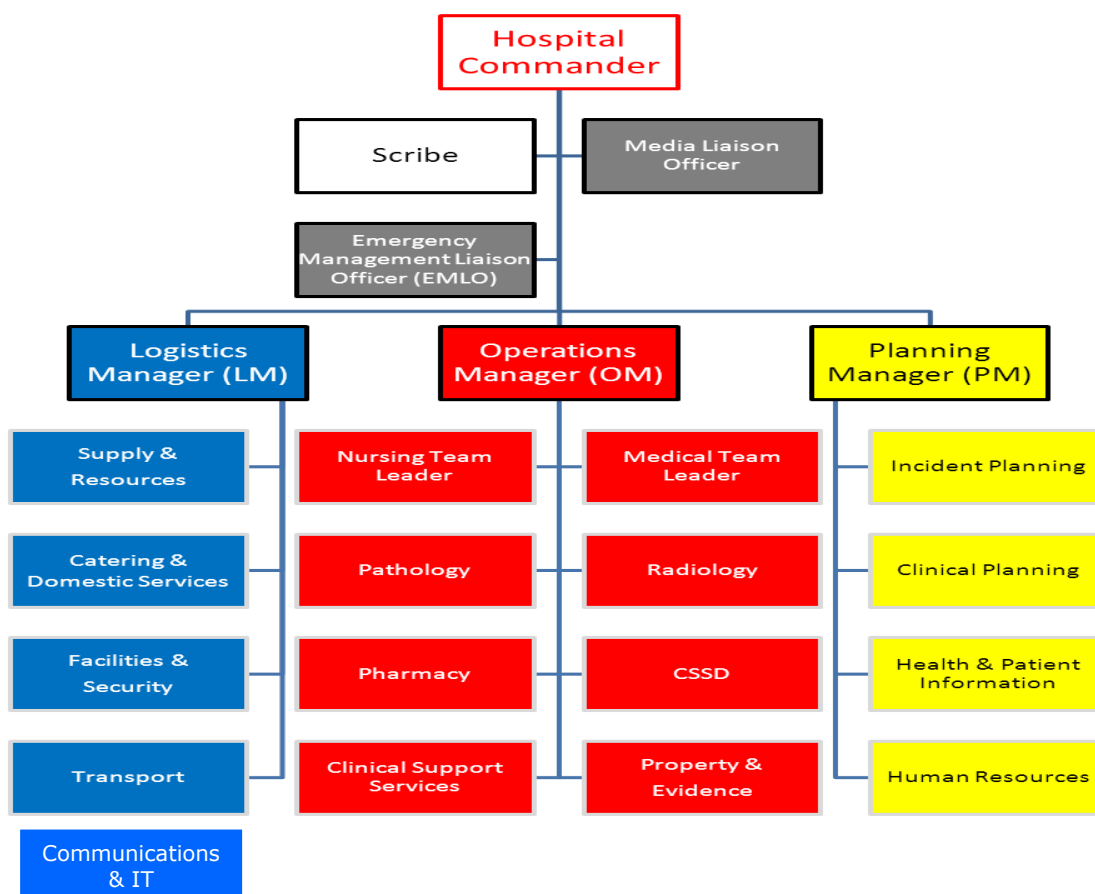 Hospital
Commander
Scribe
Media Liaison
Officer
Emergency
Management Liaison
Officer (EMLO)
Logistics
Manager (LM)
Operations
Manager (OM)
Planning
Manager (PM)
Supply &
Resources
Nursing Team
Leader
Medical Team
Leader
Incident Planning
Catering &
Domestic Services
Pathology
Radiology
Clinical Planning
Facilities &
Security
Pharmacy
CSSD
Health & Patient
Information
Transport
Clinical Support
Services
Property &
Evidence
Human Resources
Communications
& IT